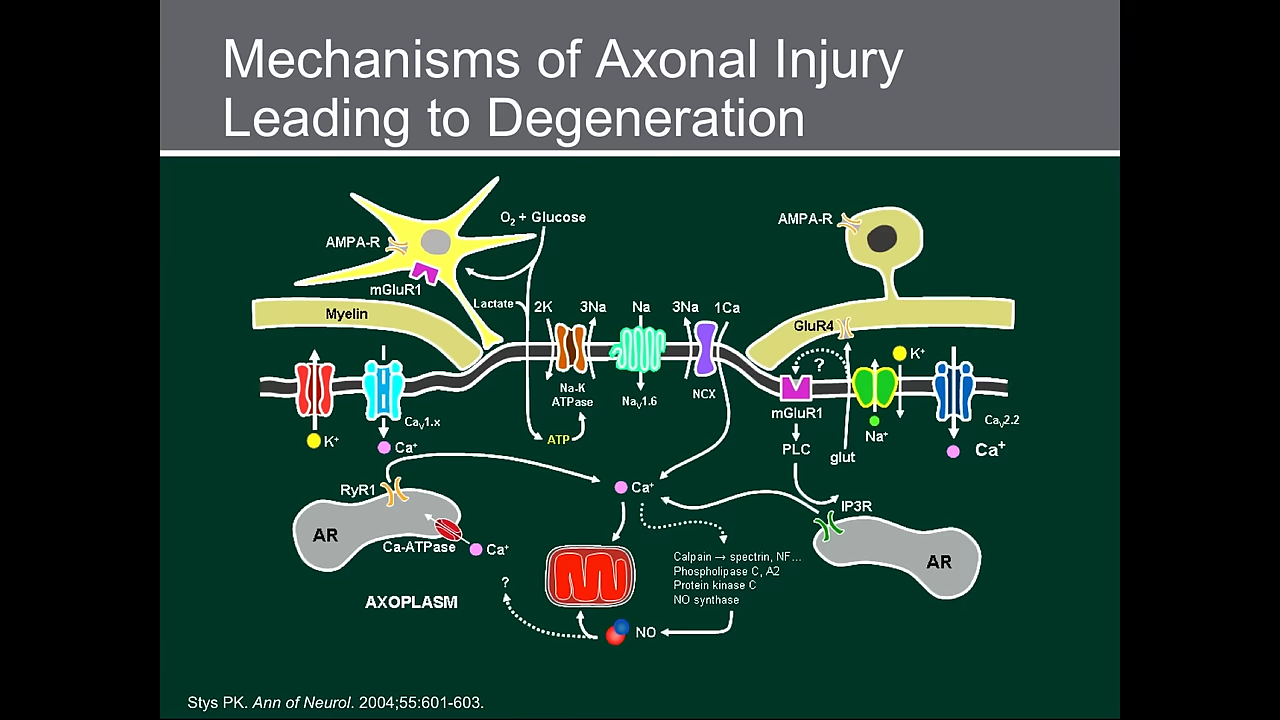 Mechanisms of Axonal Injury
Leading to Degeneration
O2 + Glucose
AMPA-R
AMPA-R
mGluR1
Lactate
2K
3Na
Na
3Na
1Ca
Myelin
GluR4
?
K+
Na-K
ATPase
NaV1.6
NCX
mGluR1
CaV1.x
CaV2.2
K+
Ca+
ATP
Na+
PLC
glut
Ca+
RyR1
Ca+
IP3R
AR
Ca-ATPase
Ca+
Calpain → spectrin, NF...
Phospholipase C, A2
Protein kinase C
NO synthase
AR
?
AXOPLASM
NO
Stys PK. Ann of Neurol. 2004;55:601-603.